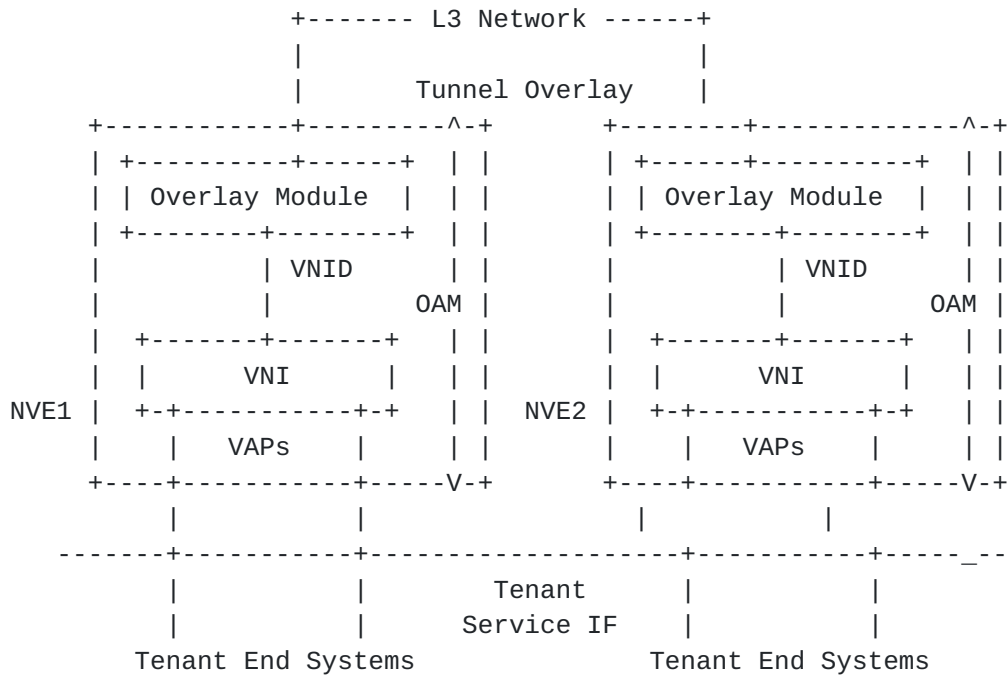 L3 Network
Tunnel Overlay
Overlay Module Overlay Module
VNID VNID
OAM OAM
VNI VNI
NVE1 NVE2
VAPs VAPs
V V
Tenant
Service IF
Tenant End Systems Tenant End Systems